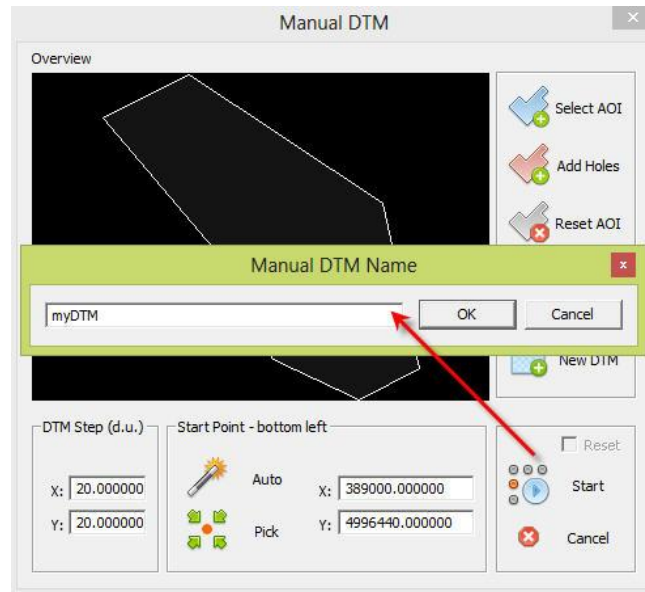 Manual DTM
Overview
Select AOI
Add Holes
Reset AOI
Manual DTM Name
myDTM
OK
Cancel
New DTM
DTM Step (d.u.)
X: 20.000000
Y: 20.000000
Start Point - bottom left
Auto
Pick
X: 389000.000000
Y: 4996440.000000
Reset
Start
Cancel